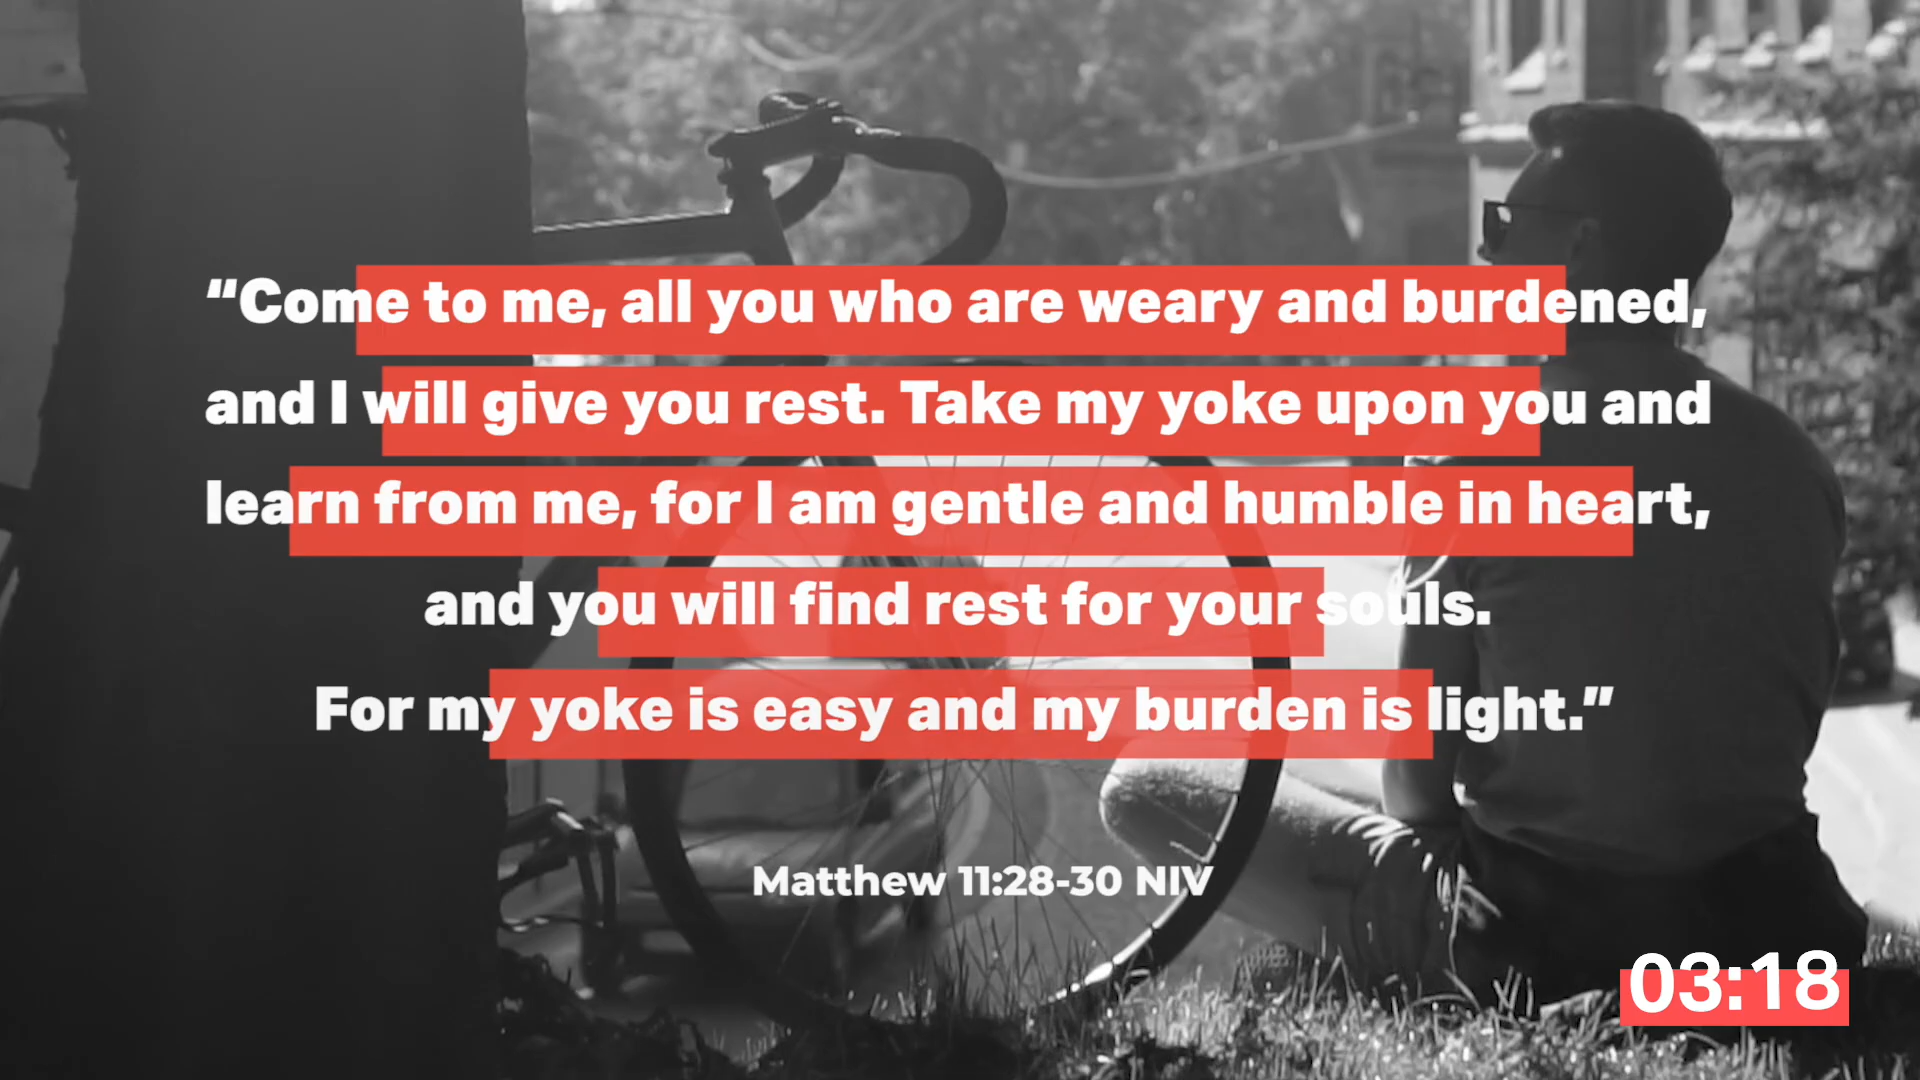 “Come to me, all you who are weary and burdened,
and I will give you rest. Take my yoke upon you and
learn from me, for I am gentle and humble in heart,
and you will find rest for your souls.
For my yoke is easy and my burden is light.”
Matthew 11:28-30 NIV
03:18